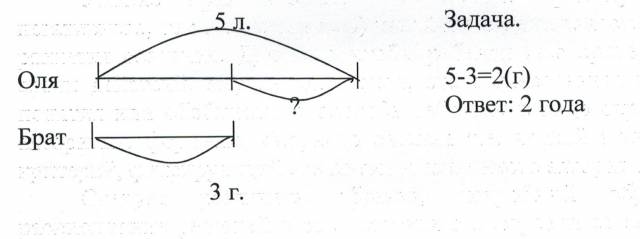 5 л.
Задача.
Оля
5-3=2(г)
?
Ответ: 2 года
Брат
3 г.